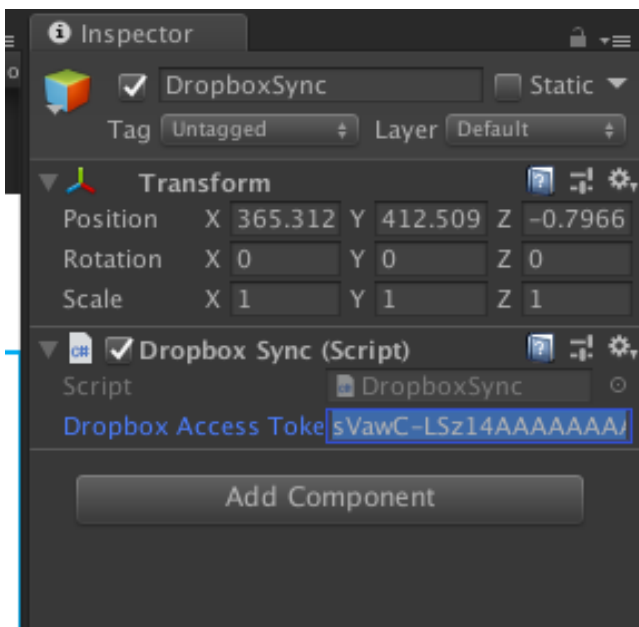 Inspector
o
DropboxSync Static
Tag Untagged Layer Default
Transform
Position X 365.312 Y 412.509 Z -0.7966
Rotation X 0 Y 0 Z 0
Scale X 1 Y 1 Z 1
c# Dropbox Sync (Script)
Script DropboxSync
Dropbox Access Toke sVawC-LSz14AAAAAAAA
Add Component